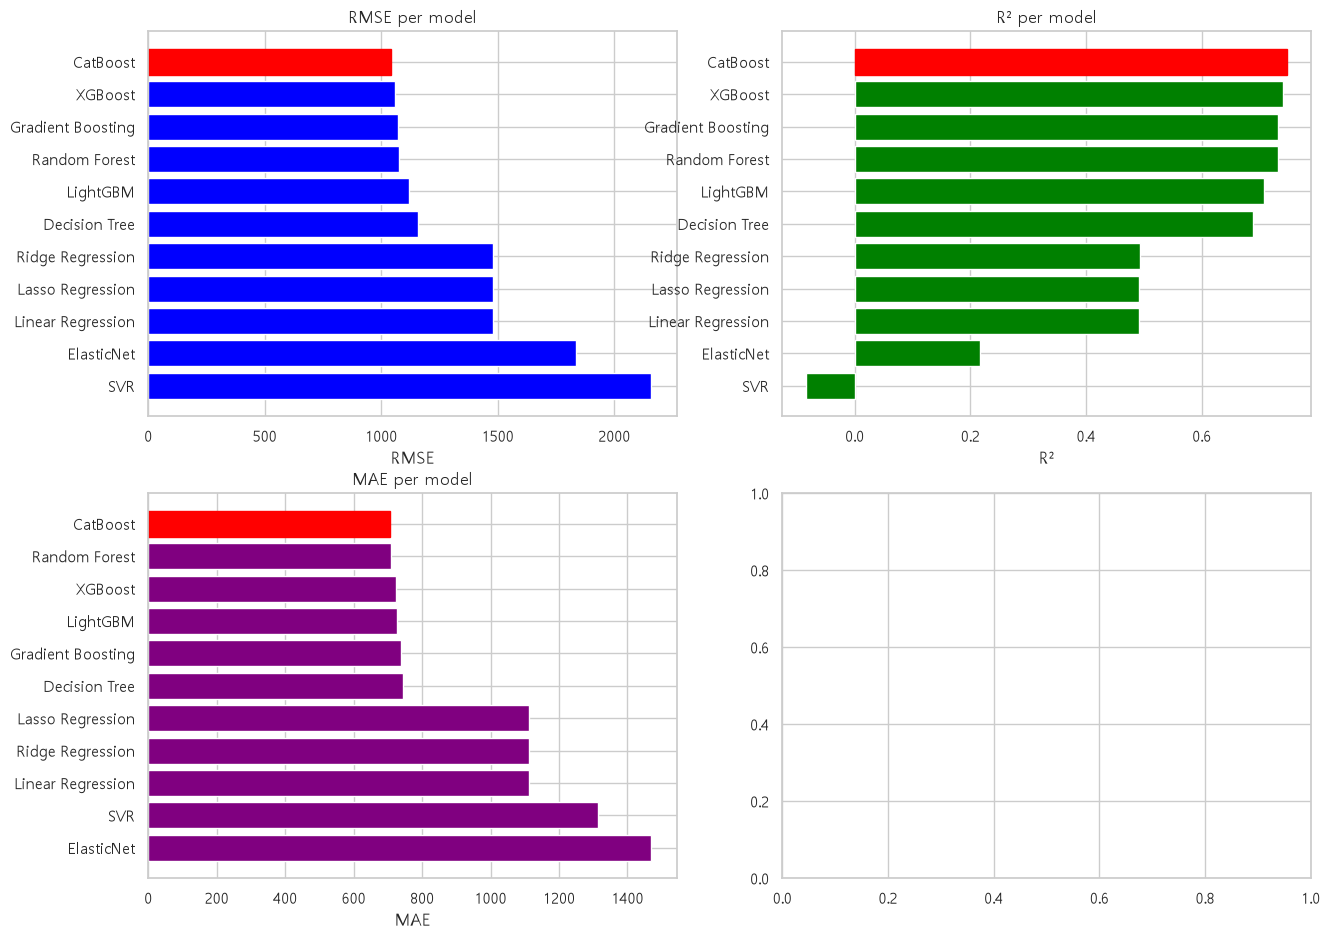 RMSE per model
CatBoost
XGBoost
Gradient Boosting
Random Forest
LightGBM
Decision Tree
Ridge Regression
Lasso Regression
Linear Regression
ElasticNet
SVR
0 500 1000 1500 2000
RMSE
R² per model
CatBoost
XGBoost
Gradient Boosting
Random Forest
LightGBM
Decision Tree
Ridge Regression
Lasso Regression
Linear Regression
ElasticNet
SVR
0.0 0.2 0.4 0.6
R²
MAE per model
CatBoost
Random Forest
XGBoost
LightGBM
Gradient Boosting
Decision Tree
Lasso Regression
Ridge Regression
Linear Regression
SVR
ElasticNet
0 200 400 600 800 1000 1200 1400
MAE
1.0
0.8
0.6
0.4
0.2
0.0
0.0 0.2 0.4 0.6 0.8 1.0